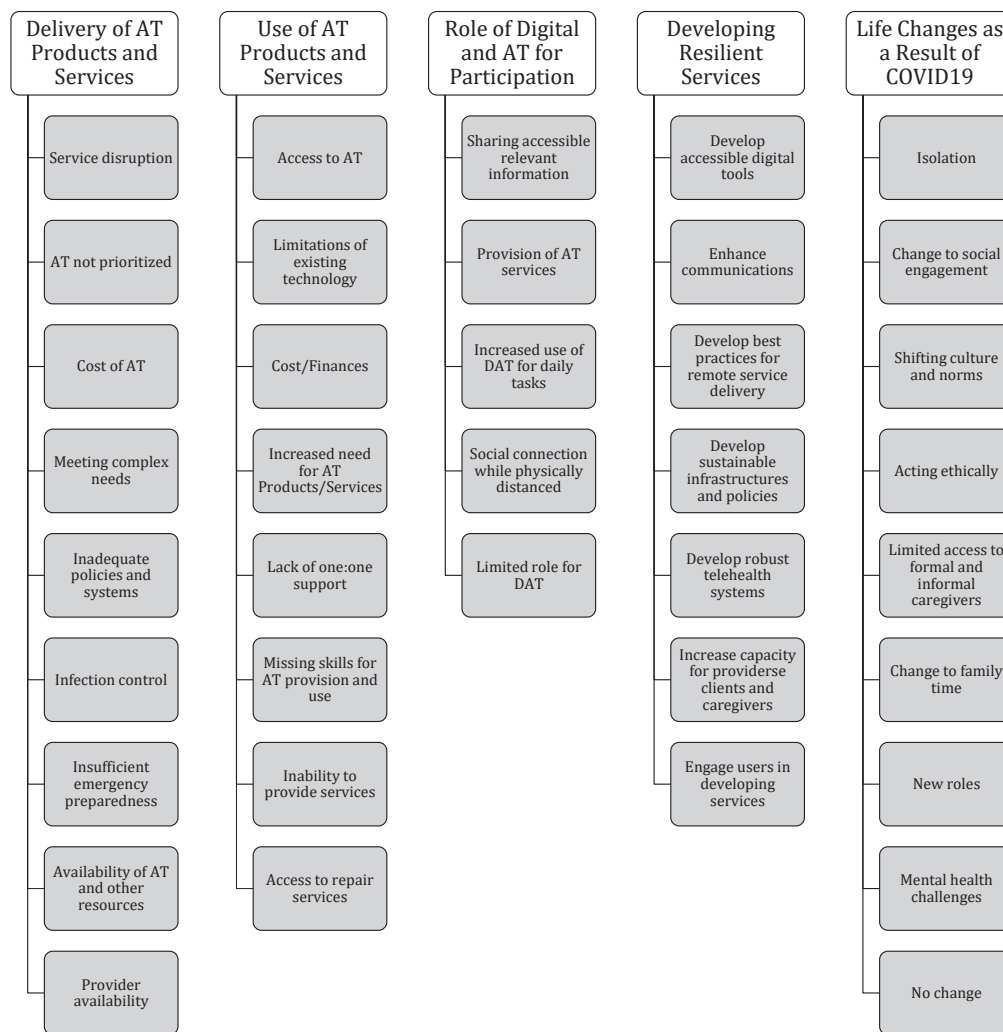 Delivery of AT
Products and
Services
Service disruption
AT not prioritized
Cost of AT
Meeting complex
needs
Inadequate
policies and
systems
Infection control
Insufficient
emergency
preparedness
Availability of AT
and other
resources
Provider
availability
Use of AT
Products and
Services
Access to AT
Limitations of
existing
technology
Cost/Finances
Increased need
for AT
Products/Services
Lack of one:one
support
Missing skills for
AT provision and
use
Inability to
provide services
Access to repair
services
Role of Digital
and AT for
Participation
Sharing accessible
relevant
information
Provision of AT
services
Increased use of
DAT for daily
tasks
Social connection
while physically
distanced
Limited role for
DAT
Developing
Resilient
Services
Develop
accessible digital
tools
Enhance
communications
Develop best
practices for
remote service
delivery
Develop
sustainable
infrastructures
and policies
Develop robust
telehealth
systems
Increase capacity
for providerse
clients and
caregivers
Engage users in
developing
services
Life Changes as
a Result of
COVID19
Isolation
Change to social
engagement
Shifting culture
and norms
Acting ethically
Limited access to
formal and
informal
caregivers
Change to family
time
New roles
Mental health
challenges
No change